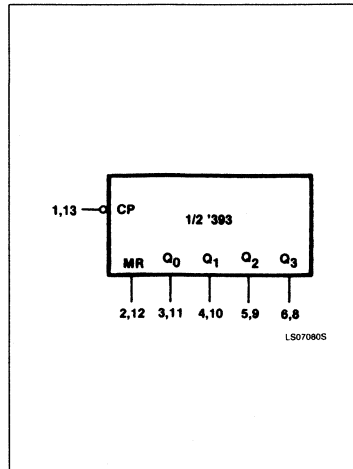 1,13 CP
1/2 '393
MR Q0 Q1 Q2 Q3
2,12 3,11 4,10 5,9 6,8
LS07080S